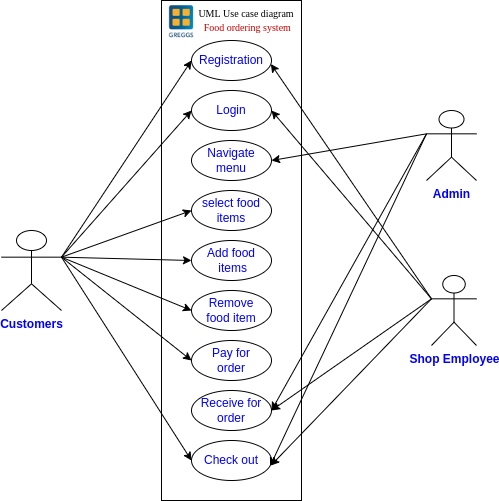 UML Use case diagram
Food ordering system
GREGGS
Registration
Login
Navigate
menu
select food
items
Add food
items
Remove
food item
Pay for
order
Receive for
order
Check out
Customers
Admin
Shop Employee